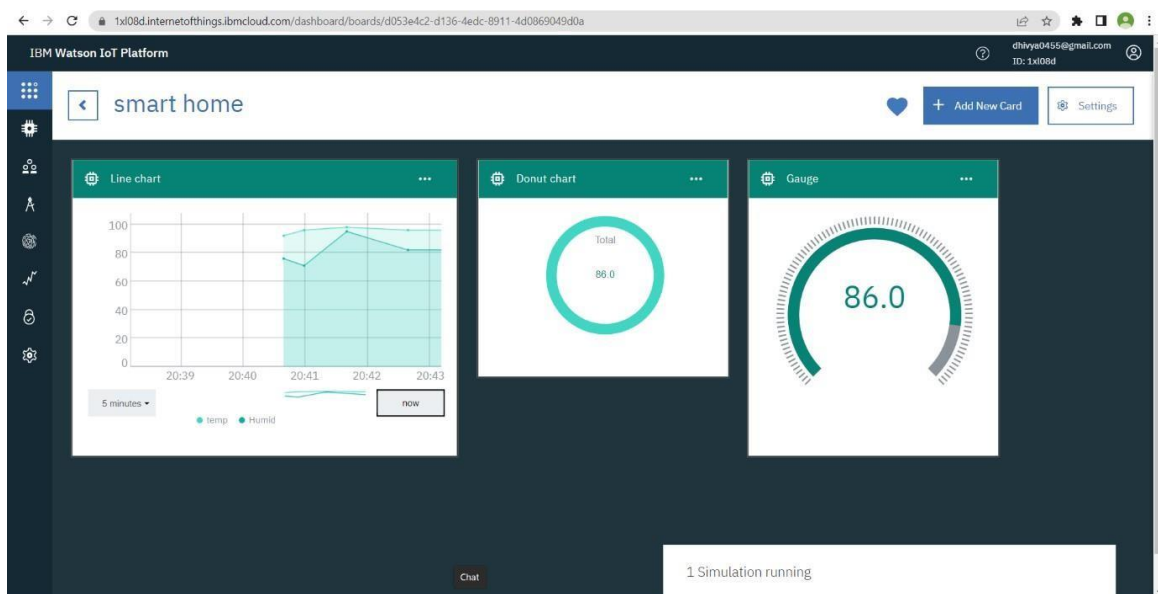 1xl08d.internetofthings.ibmcloud.com/dashboard/boards/d053e4c2-d136-4edc-8911-4d0869049d0a
IBM Watson IoT Platform
dhivya0455@gmail.com
ID: 1xl08d
smart home
Add New Card
Settings
Line chart
100
80
60
40
20
0
20:39 20:40 20:41 20:42 20:43
5 minutes
now
temp Humid
Donut chart
Total
86.0
Gauge
86.0
1 Simulation running
Chat